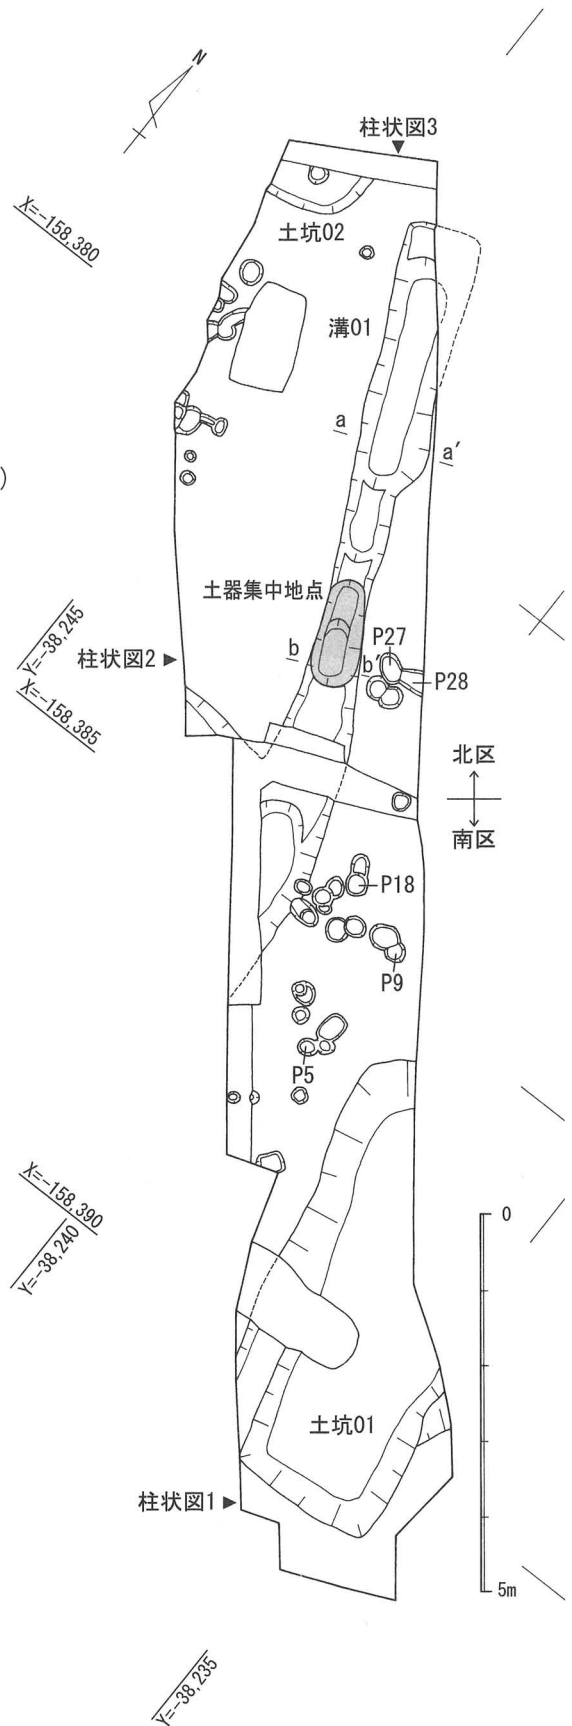 N
柱状図3
▼
X=-158,380
土坑02
溝01
a
a′
)
土器集中地点
Y=-38,245
柱状図2 ▶
b
b′
P27
P28
X=-158,385
北区
南区
P18
P9
P5
X=-158,390
Y=-38,240
0
土坑01
柱状図1 ▶
5m
Y=-38,235